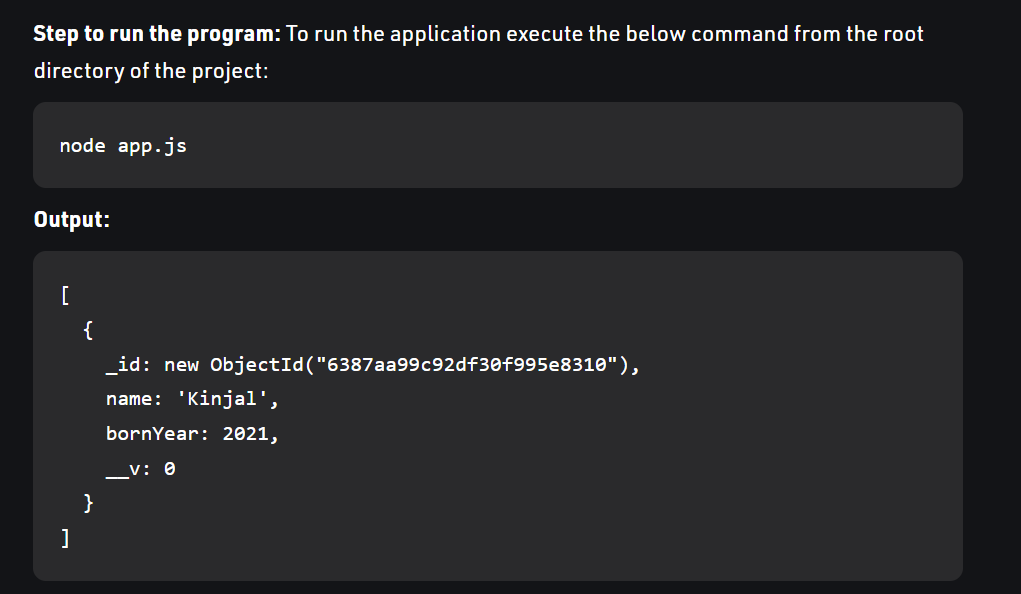 Step to run the program: To run the application execute the below command from the root
directory of the project:
node app.js
Output:
[
  {
    _id: new ObjectId("6387aa99c92df30f995e8310"),
    name: 'Kinjal',
    bornYear: 2021,
    __v: 0
  }
]